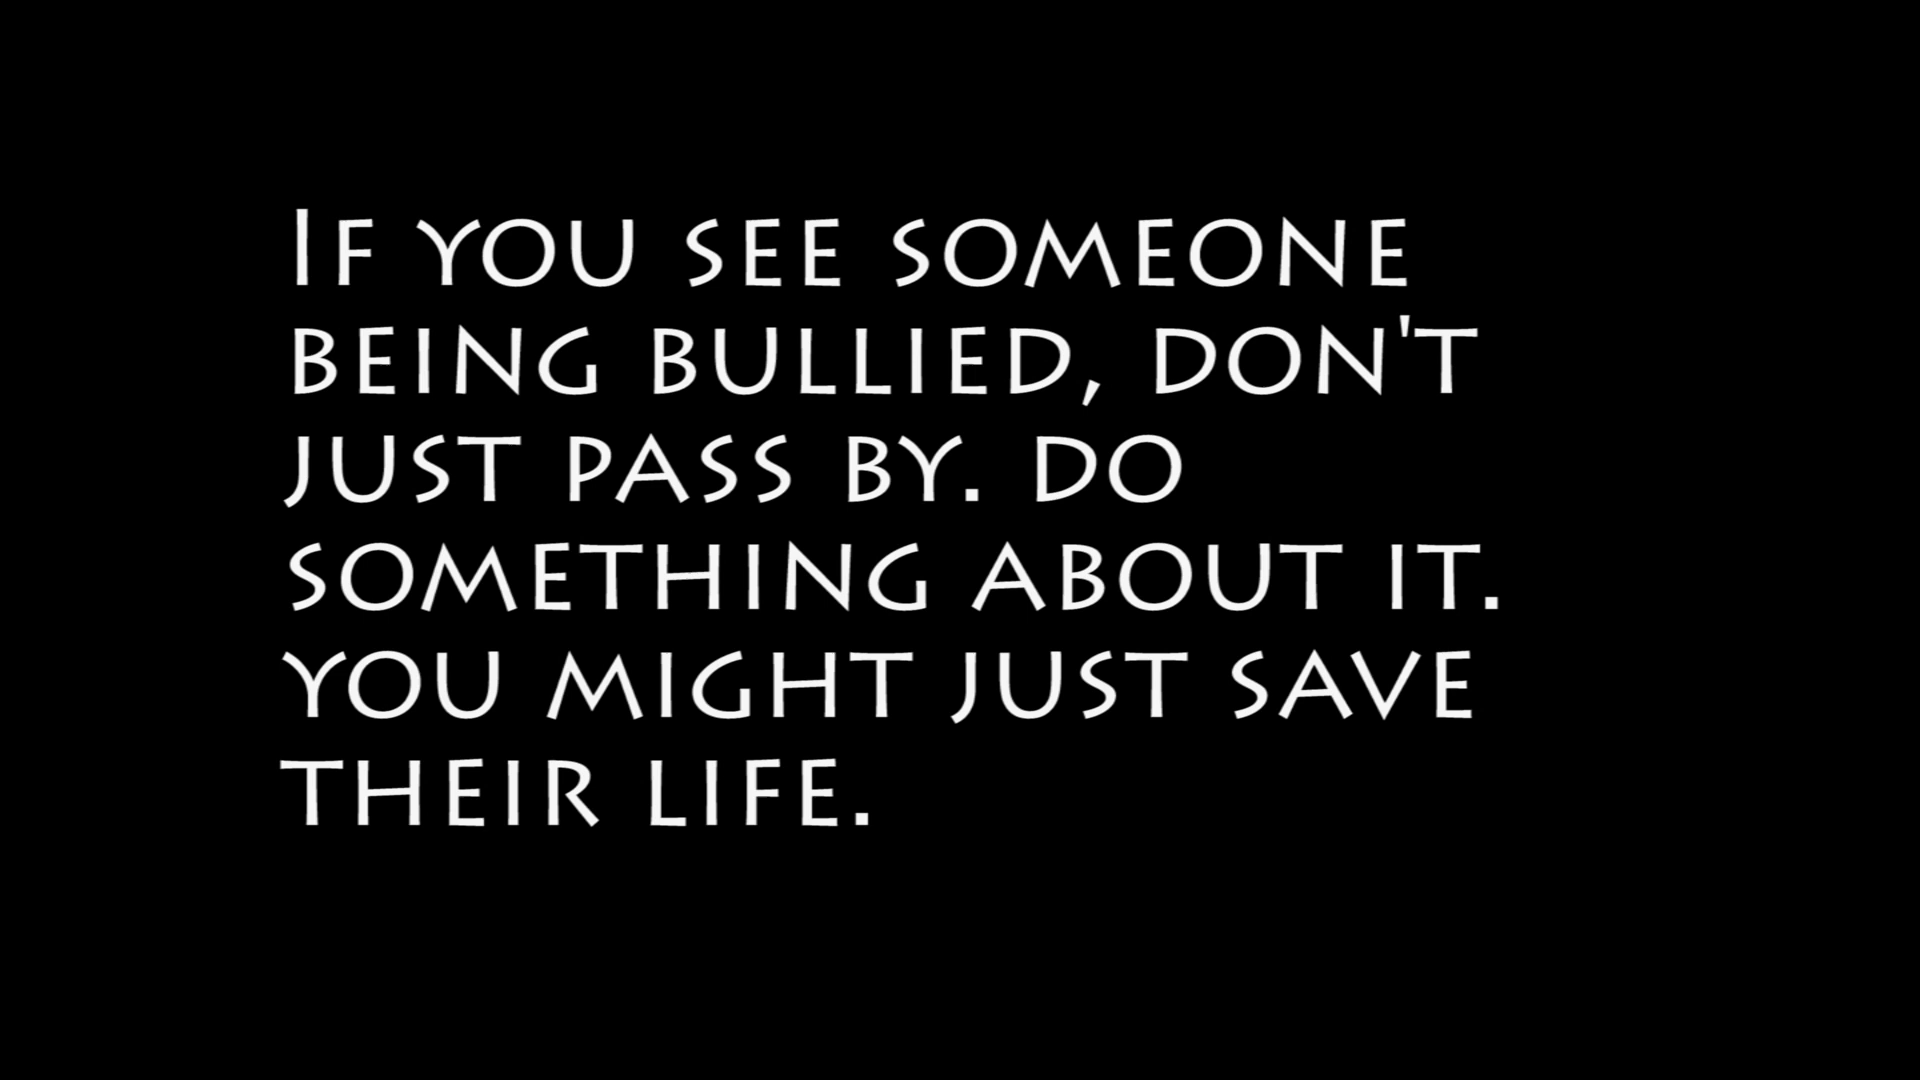 If you see someone
being bullied, don't
just pass by. do
something about it.
you might just save
their life.